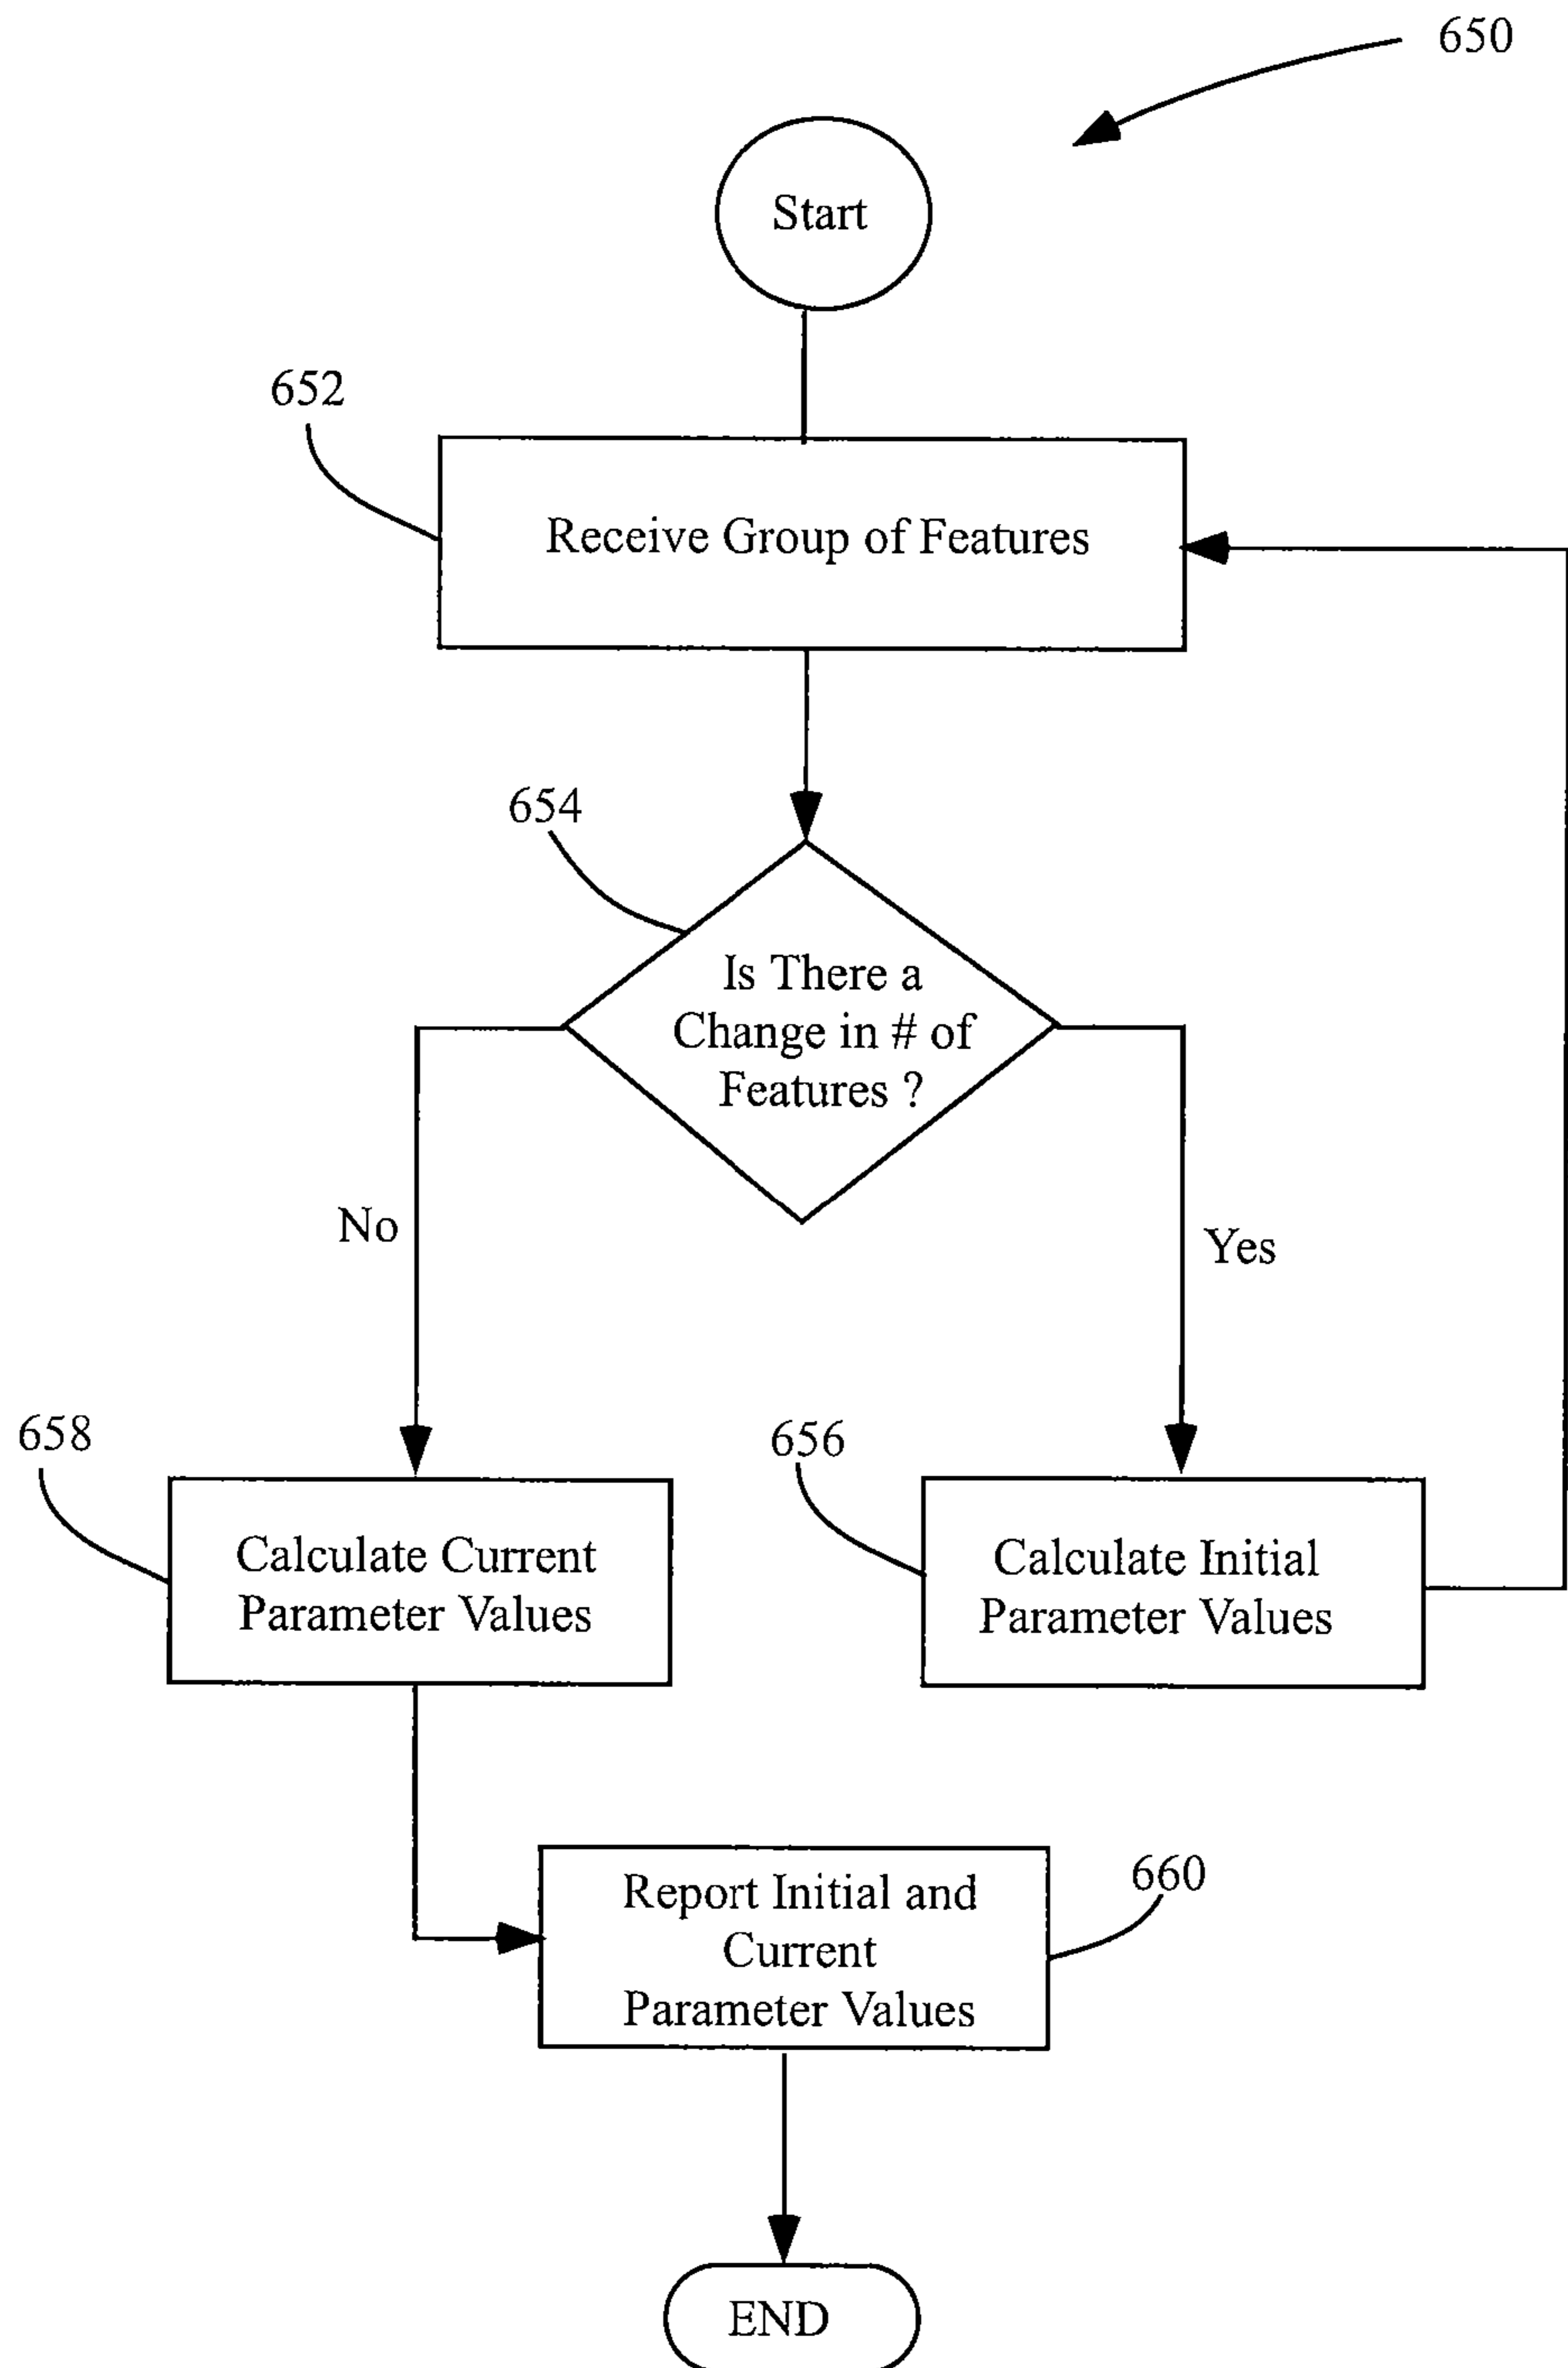 650
Start
652
Receive Group of Features
654
Is There a
Change in # of
Features ?
No
Yes
658
656
Calculate Current
Parameter Values
Calculate Initial
Parameter Values
660
Report Initial and
Current
Parameter Values
END